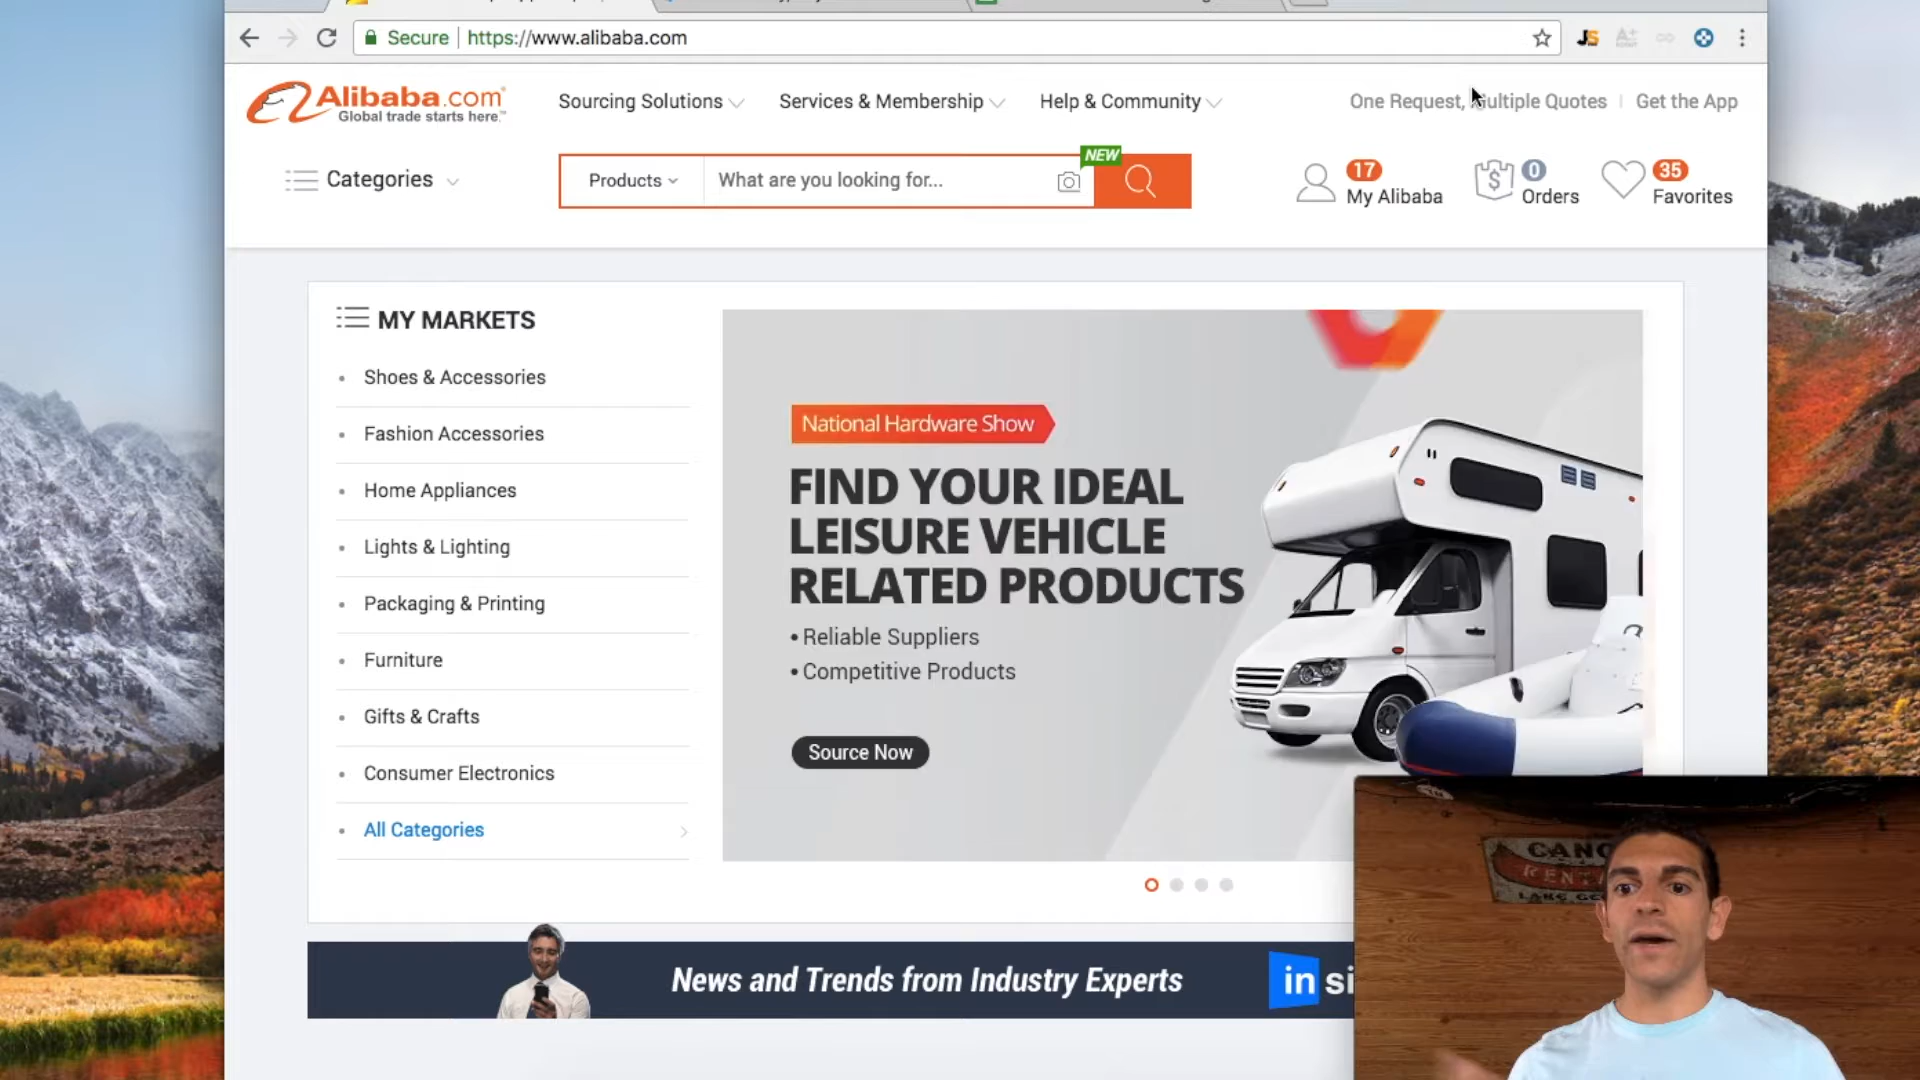 Secure
https://www.alibaba.com
Alibaba.com
Global trade starts here.™
Sourcing Solutions
Services & Membership
Help & Community
One Request, Multiple Quotes
Get the App
Categories
Products
What are you looking for...
NEW
17
My Alibaba
0
Orders
35
Favorites
MY MARKETS
Shoes & Accessories
Fashion Accessories
Home Appliances
Lights & Lighting
Packaging & Printing
Furniture
Gifts & Crafts
Consumer Electronics
All Categories
National Hardware Show
FIND YOUR IDEAL
LEISURE VEHICLE
RELATED PRODUCTS
• Reliable Suppliers
• Competitive Products
Source Now
News and Trends from Industry Experts
in si
CANO
RENT